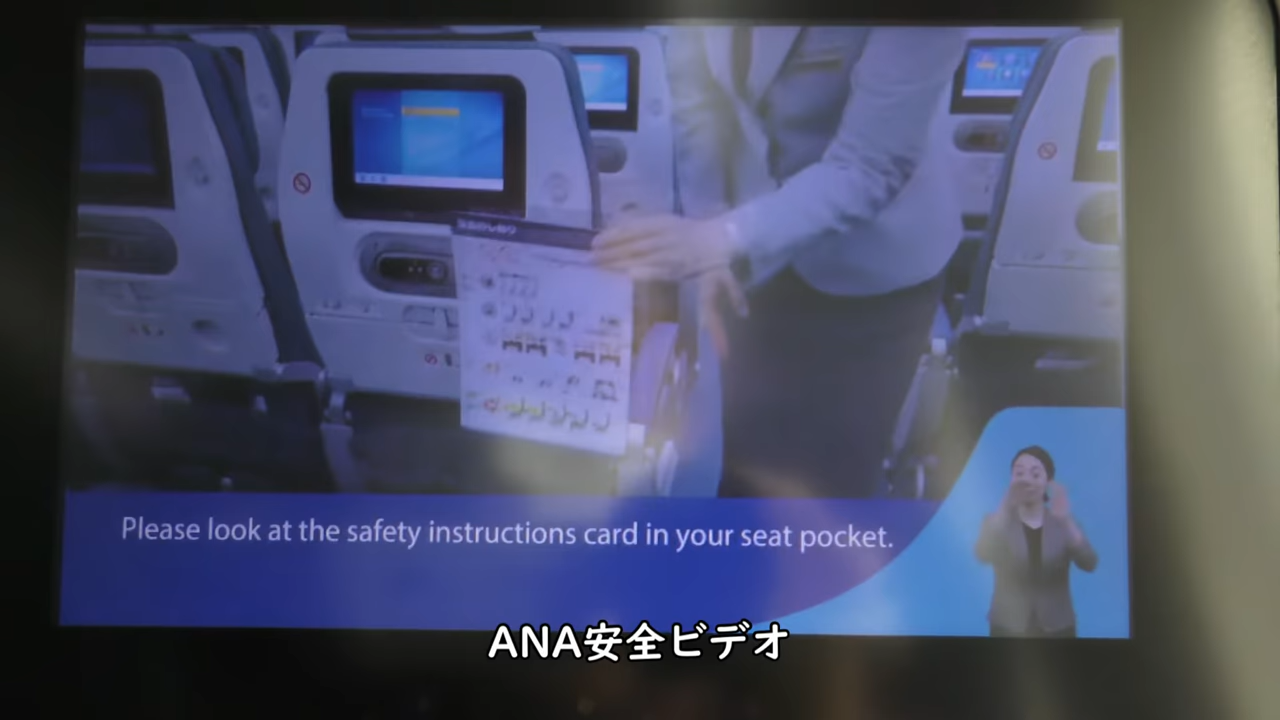 Please look at the safety instructions card in your seat pocket.
ANA安全ビデオ